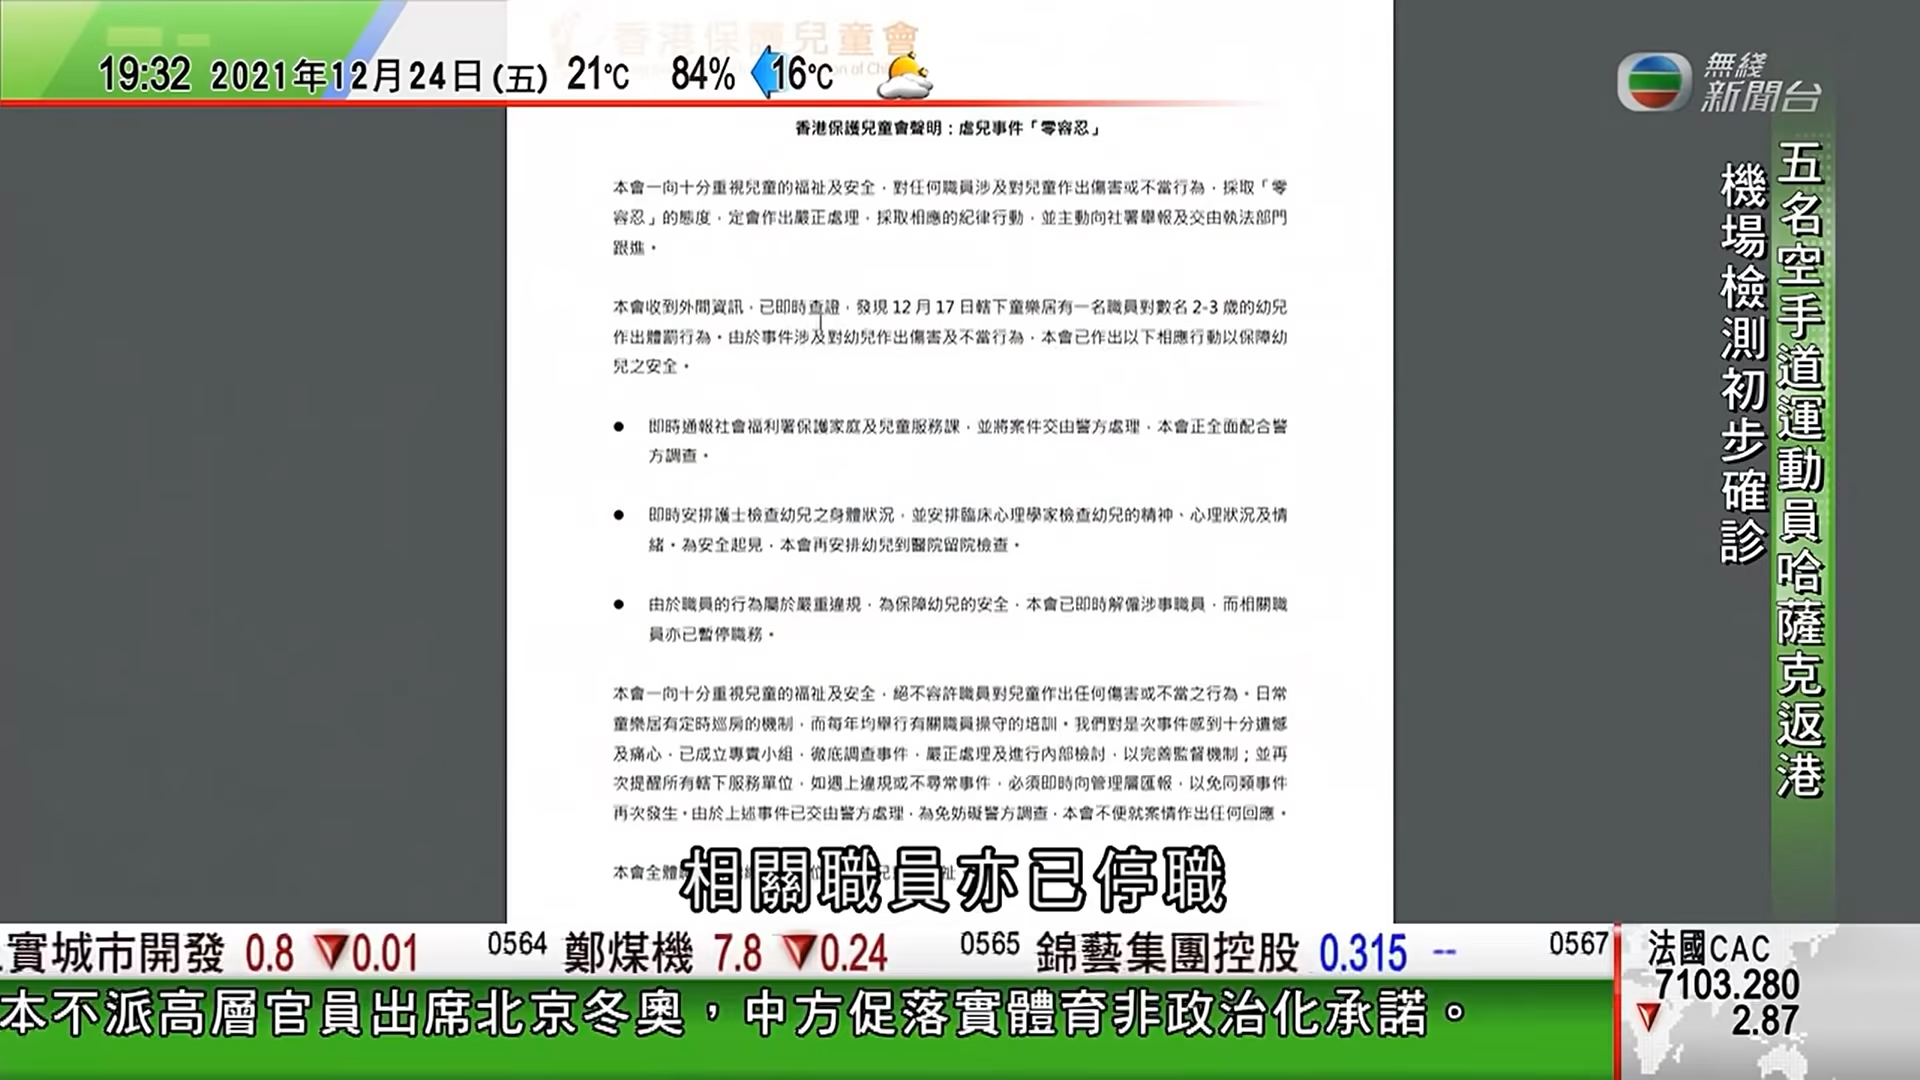 香港保護兒童會
19:32 2021年12月24日(五) 21°C 84% 16°C
無綫
新聞台
香港保護兒童會聲明：虐兒事件「零容忍」
本會一向十分重視兒童的福祉及安全，對任何職員涉及對兒童作出傷害或不當行為，採取「零
容忍」的態度，定會作出嚴正處理，採取相應的紀律行動，並主動向社署舉報及交由執法部門
跟進。
本會收到外間資訊，已即時查證，發現 12 月 17 日轄下童樂居有一名職員對數名 2-3 歲的幼兒
作出體罰行為。由於事件涉及對幼兒作出傷害及不當行為，本會已作出以下相應行動以保障幼
兒之安全。
● 即時通報社會福利署保護家庭及兒童服務課，並將案件交由警方處理，本會正全面配合警
方調查。
● 即時安排護士檢查幼兒之身體狀況，並安排臨床心理學家檢查幼兒的精神、心理狀況及情
緒。為安全起見，本會再安排幼兒到醫院留院檢查。
● 由於職員的行為屬於嚴重違規，為保障幼兒的安全，本會已即時解僱涉事職員，而相關職
員亦已暫停職務。
本會一向十分重視兒童的福祉及安全，絕不容許職員對兒童作出任何傷害或不當之行為。日常
童樂居有定時巡房的機制，而每年均舉行有關職員操守的培訓。我們對是次事件感到十分遺憾
及痛心，已成立專責小組，徹底調查事件，嚴正處理及進行內部檢討，以完善監督機制；並再
次提醒所有轄下服務單位，如遇上違規或不尋常事件，必須即時向管理層匯報，以免同類事件
再次發生。由於上述事件已交由警方處理，為免妨礙警方調查，本會不便就案情作出任何回應。
本會全體
相關職員亦已停職
五名空手道運動員哈薩克返港
機場檢測初步確診
實城市開發 0.8 ▼0.01 0564 鄭煤機 7.8 ▼0.24 0565 錦藝集團控股 0.315 -- 0567
本不派高層官員出席北京冬奧，中方促落實體育非政治化承諾。
法國CAC
7103.280
▼ 2.87